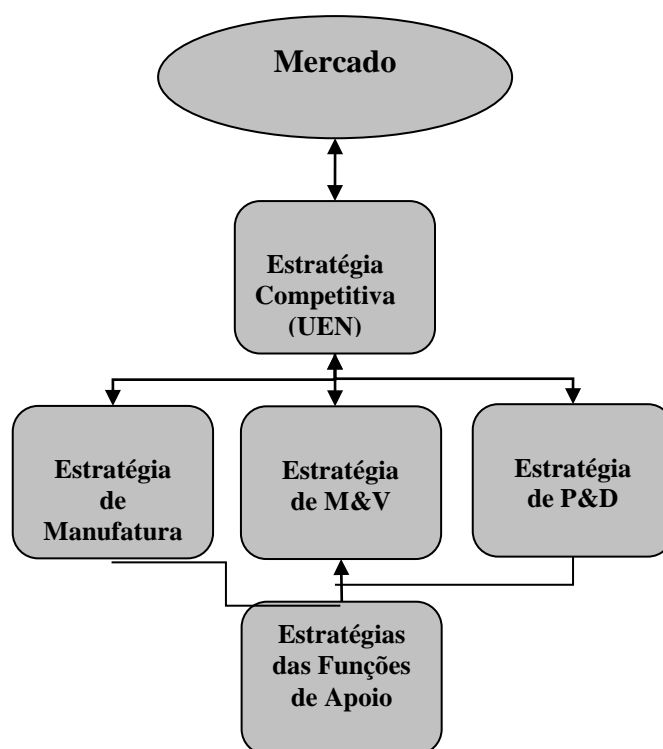 Mercado
Estratégia
Competitiva
(UEN)
Estratégia
de
Manufatura
Estratégia
de M&V
Estratégia
de P&D
Estratégias
das Funções
de Apoio